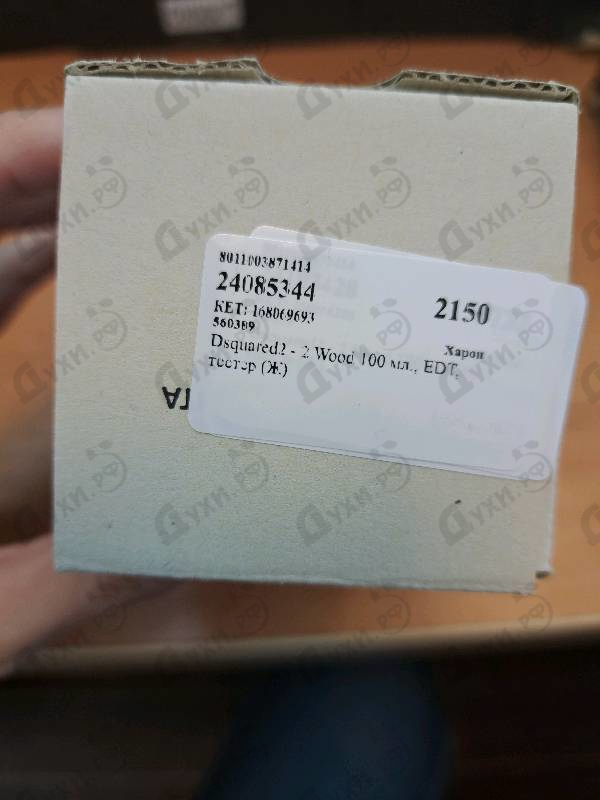 8011003871414
24085344
КЕТ: 168069693
2150
560389
Харон
Dsquared2 - 2 Wood 100 мл., EDT,
тестер (Ж)
Духи.рф